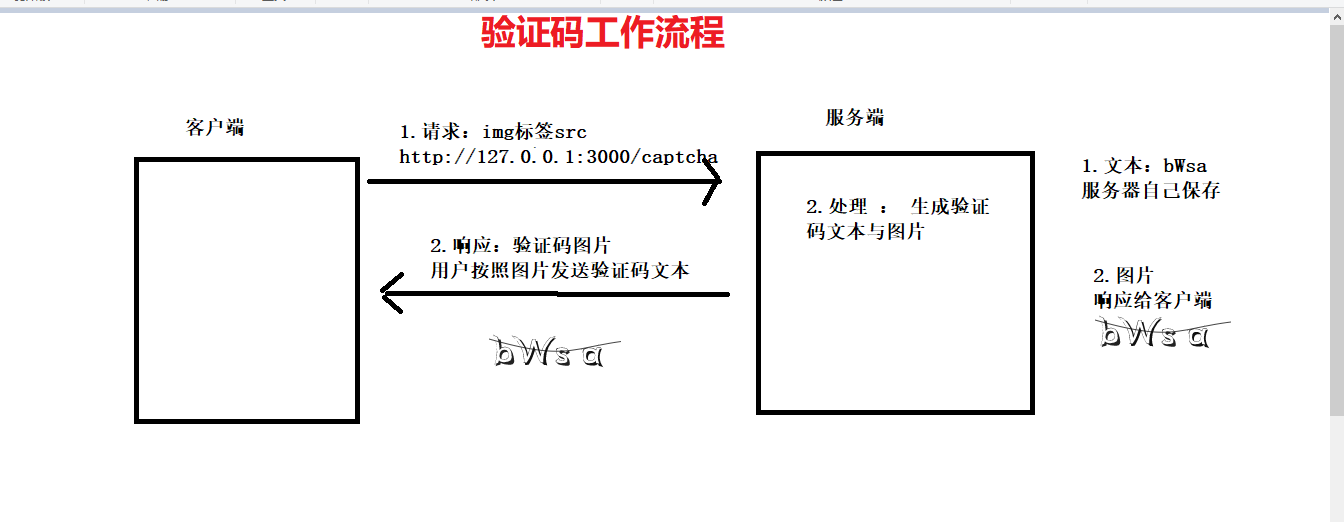 验证码工作流程
客户端
1.请求：img标签src
http://127.0.0.1:3000/captcha
服务端
1.文本：bWsa
服务器自己保存
2.处理 ： 生成验证
码文本与图片
2.响应：验证码图片
用户按照图片发送验证码文本
2.图片
响应给客户端
bWsa
bWsa